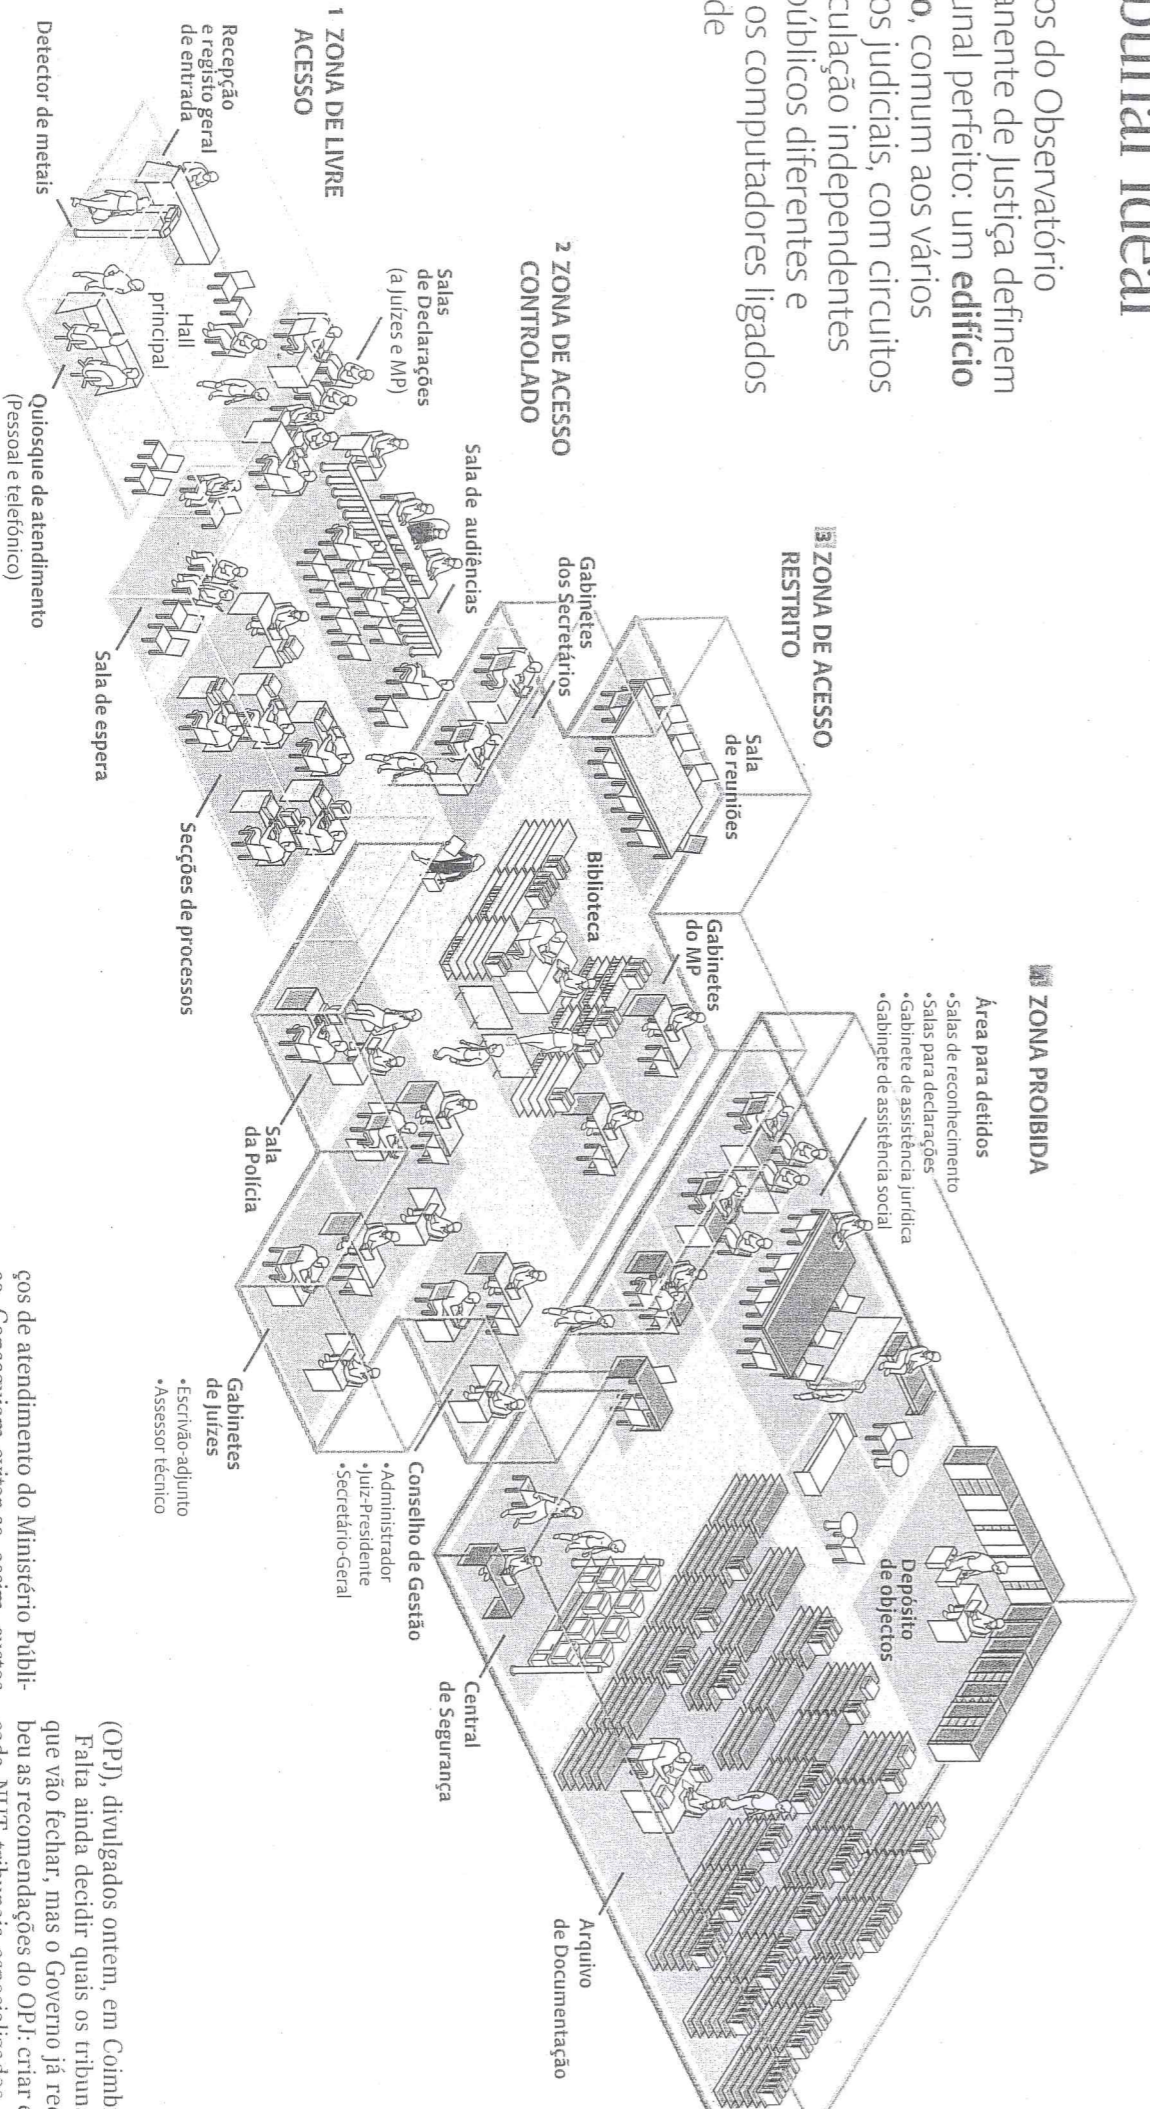 bunal ideal
os do Observatório
anente de Justiça definem
unal perfeito: um edifício
o, comum aos vários
os judiciais, com circuitos
culação independentes
públicos diferentes e
os computadores ligados
de
1 ZONA DE LIVRE
ACESSO
Recepção
e registo geral
de entrada
Detector de metais
Hall
principal
Quiosque de atendimento
(Pessoal e telefónico)
2 ZONA DE ACESSO
CONTROLADO
Salas
de Declarações
(a Juízes e MP)
Sala de audiências
Sala de espera
Secções de processos
3 ZONA DE ACESSO
RESTRITO
Gabinetes
dos Secretários
Sala
de reuniões
Biblioteca
Gabinetes
do MP
Sala
da Polícia
Gabinetes
de Juízes
•Escrivão-adjunto
•Assessor técnico
Conselho de Gestão
•Administrador
•Juiz-Presidente
•Secretário-Geral
4 ZONA PROIBIDA
Área para detidos
•Salas de reconhecimento
•Salas para declarações
•Gabinete de assistência jurídica
•Gabinete de assistência social
Depósito
de objectos
Central
de Segurança
Arquivo
de Documentação
ços de atendimento do Ministério Públi-
(OPJ), divulgados ontem, em Coimb
Falta ainda decidir quais os tribun
que vão fechar, mas o Governo já rec
beu as recomendações do OPJ: criar e